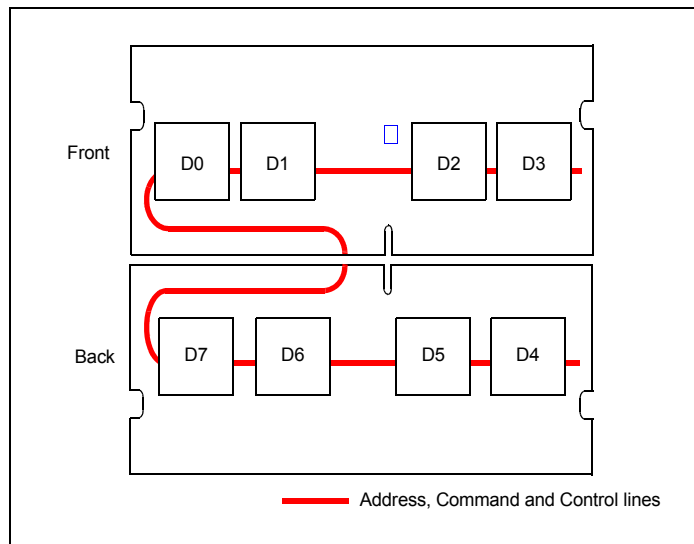 Front
D0 D1 D2 D3
Back
D7 D6 D5 D4
Address, Command and Control lines